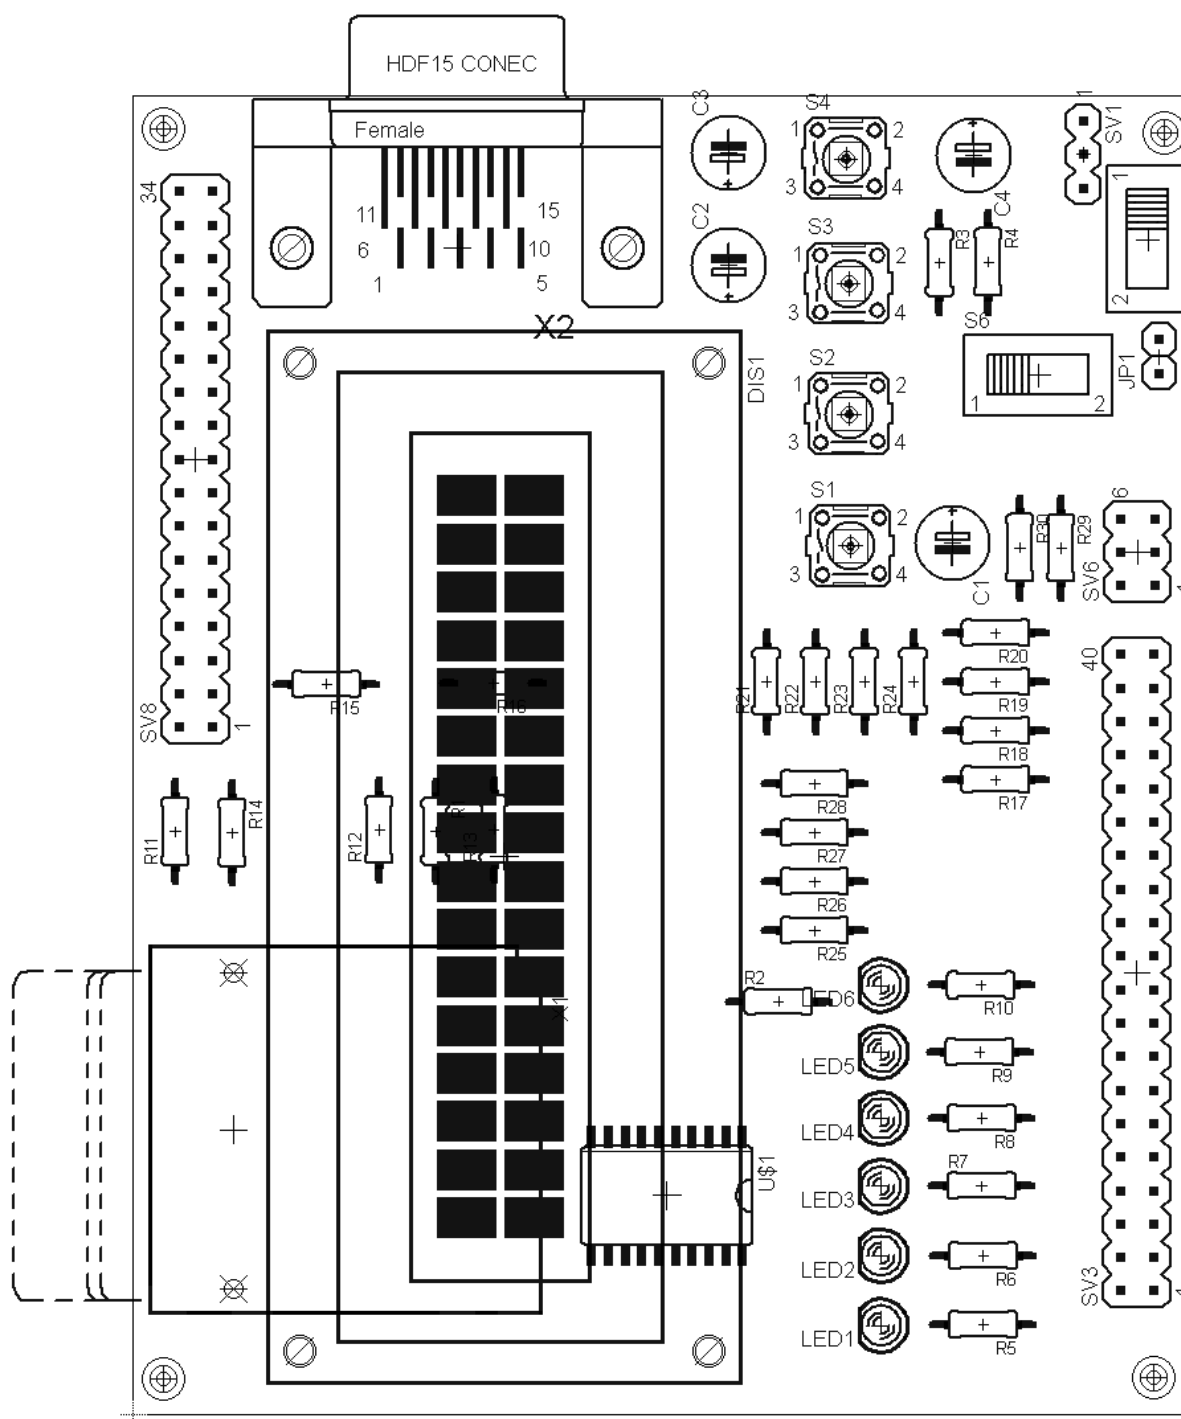 HDF15 CONEC
Female
11
15
6
10
1
5
X2
34
SV8
1
C3
C2
S4
1
2
3
4
S3
1
2
3
4
S2
1
2
3
4
S1
1
2
3
4
C4
R3
R4
1
SV1
1
2
S6
1
2
JP1
DIS1
C1
R30
R29
6
SV6
1
R15
R16
R21
R22
R23
R24
R20
R19
R18
R17
40
R11
R14
R12
R1
R13
R28
R27
R26
R25
R2
X1
LED6
R10
LED5
R9
LED4
R8
U$1
LED3
R7
LED2
R6
LED1
R5
SV3
1